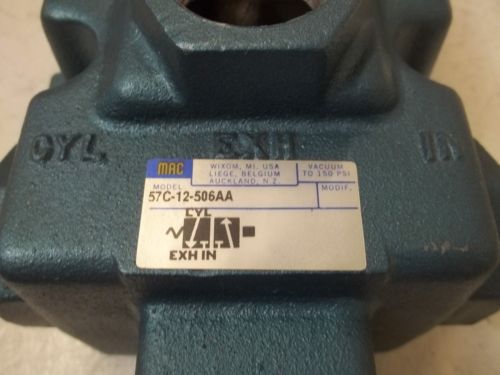 CYL. EXH IN
MAC
WIXOM, MI. USA
LIEGE, BELGIUM
AUCKLAND, N.Z.
VACUUM
TO 150 PSI
MODEL
57C-12-506AA
MODIF.
CYL
EXH IN